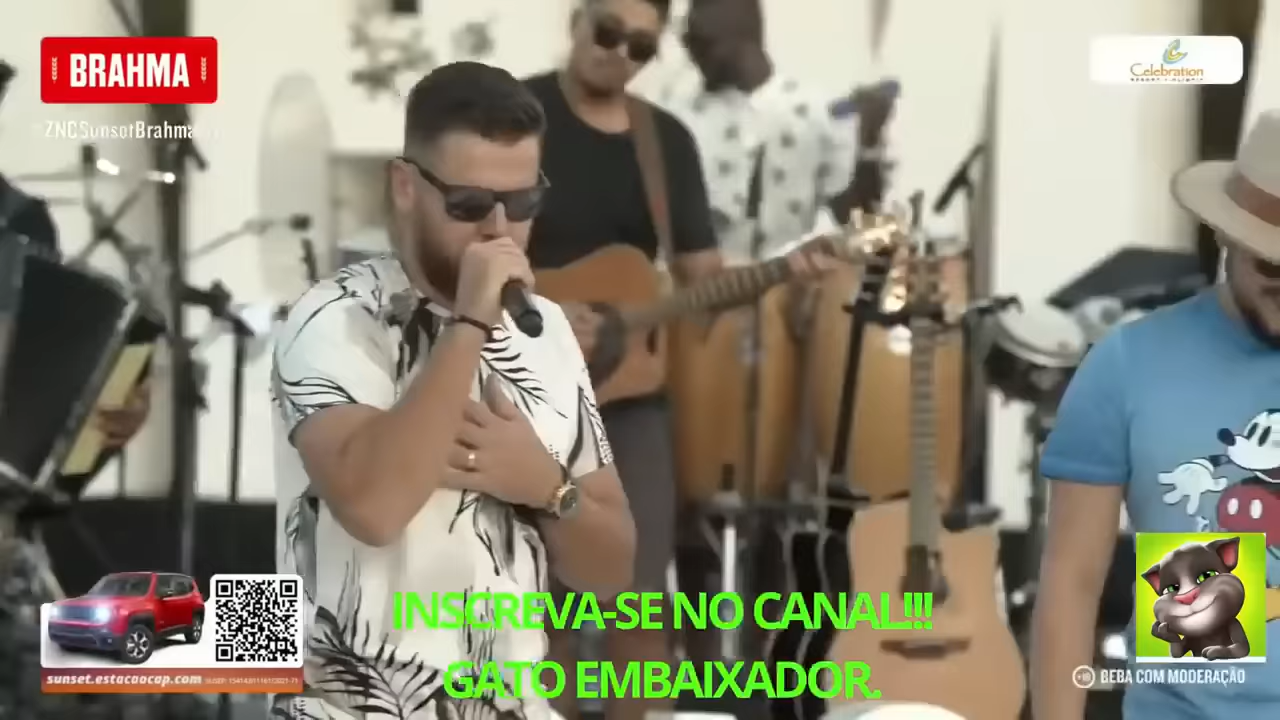 BRAHMA
Celebration
#ZNCSunsetBrahma
INSCREVA-SE NO CANAL!!!
GATO EMBAIXADOR.
sunset.estacaocap.com
BEBA COM MODERAÇÃO